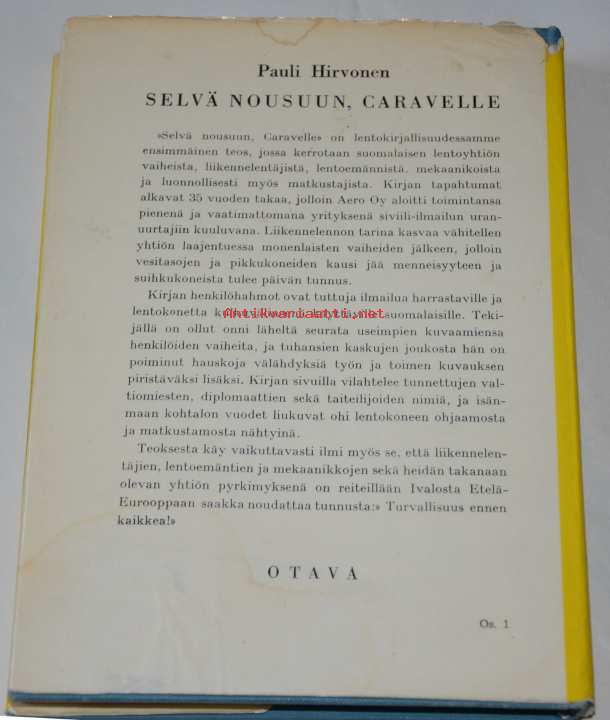 Pauli Hirvonen
SELVÄ NOUSUUN, CARAVELLE
»Selvä nousuun, Caravelle» on lentokirjallisuudessamme
ensimmäinen teos, jossa kerrotaan suomalaisen lentoyhtiön
vaiheista, liikennelentäjistä, lentoemännistä, mekaanikoista
ja luonnollisesti myös matkustajista. Kirjan tapahtumat
alkavat 35 vuoden takaa, jolloin Aero Oy aloitti toimintansa
pienenä ja vaatimattomana yrityksenä siviili-ilmailun uran-
uurtajiin kuuluvana. Liikennelennon tarina kasvaa vähitellen
yhtiön laajentuessa monenlaisten vaiheiden jälkeen, jolloin
vesitasojen ja pikkukoneiden kausi jää menneisyyteen ja
suihkukoneista tulee päivän tunnus.
Kirjan henkilöhahmot ovat tuttuja ilmailua harrastaville ja
Antikvariaatti.net
lentokonetta suomalaisille. Teki-
jällä on ollut onni läheltä seurata useimpien kuvaamiensa
henkilöiden vaiheita, ja tuhansien kaskujen joukosta hän on
poiminut hauskoja välähdyksiä työn ja toimen kuvauksen
piristäväksi lisäksi. Kirjan sivuilla vilahtelee tunnettujen val-
tiomiesten, diplomaattien sekä taiteilijoiden nimiä, ja isän-
maan kohtalon vuodet liukuvat ohi lentokoneen ohjaamosta
ja matkustamosta nähtyinä.
Teoksesta käy vaikuttavasti ilmi myös se, että liikennelen-
täjien, lentoemäntien ja mekaanikkojen sekä heidän takanaan
olevan yhtiön pyrkimyksenä on reiteillään Ivalosta Etelä-
Eurooppaan saakka noudattaa tunnusta:» Turvallisuus ennen
kaikkea!»
OTAVA
Os. 1